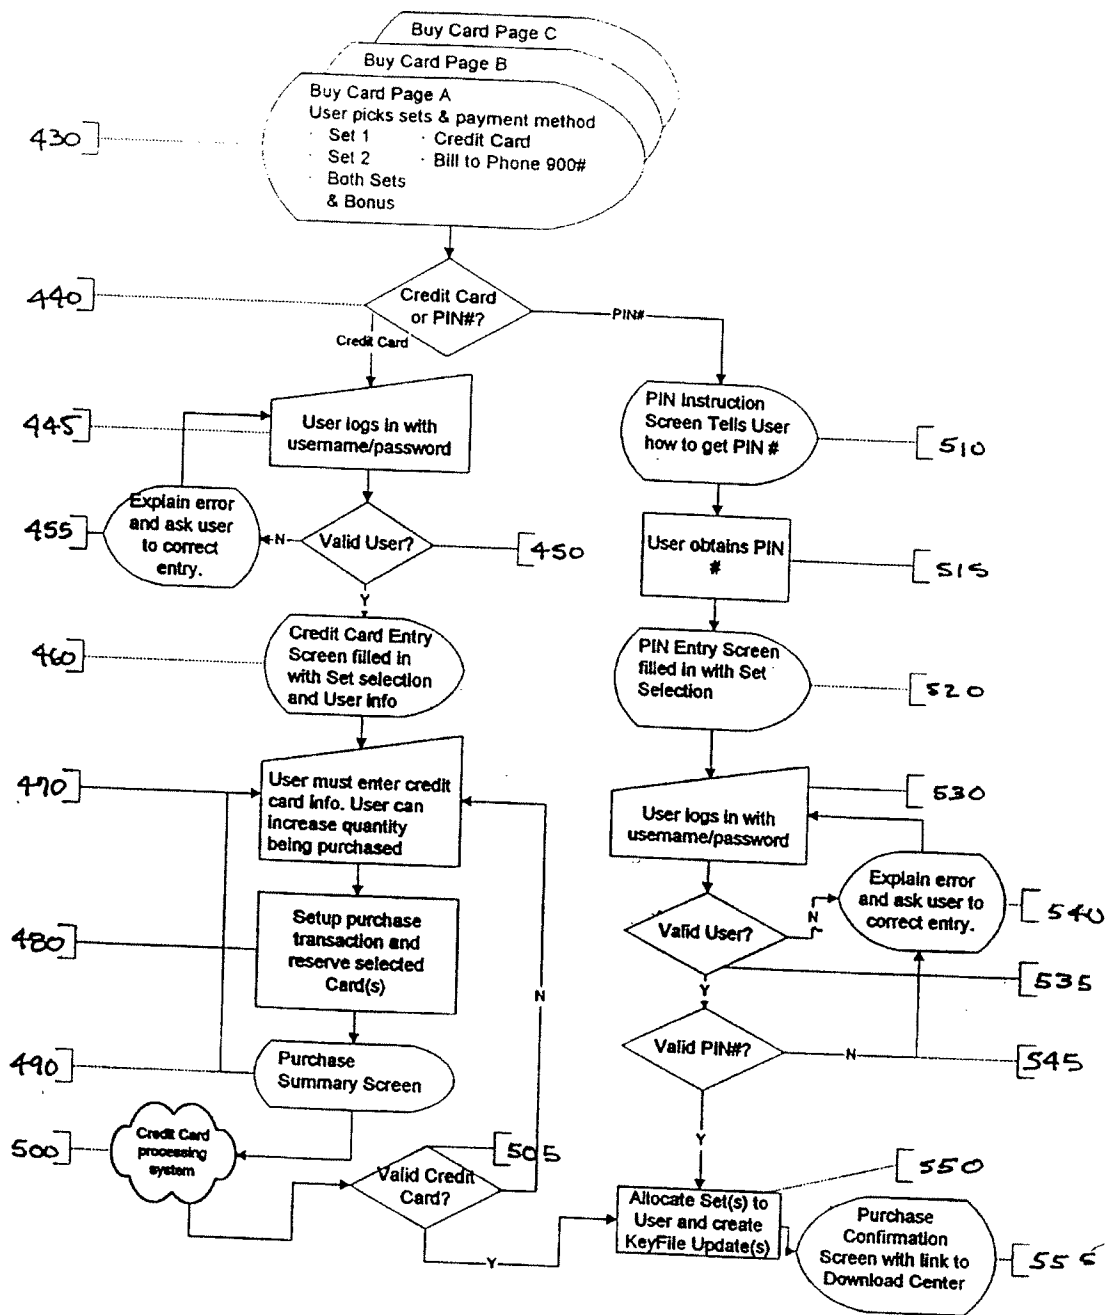 Buy Card Page C
Buy Card Page B
Buy Card Page A
User picks sets & payment method
· Set 1 · Credit Card
· Set 2 · Bill to Phone 900#
· Both Sets
& Bonus
430
440
Credit Card
or PIN#?
PIN#
Credit Card
445
User logs in with
username/password
PIN Instruction
Screen Tells User
how to get PIN #
510
455
Explain error
and ask user
to correct
entry.
N
Valid User?
450
Y
User obtains PIN
#
515
460
Credit Card Entry
Screen filled in
with Set selection
and User info
PIN Entry Screen
filled in with Set
Selection
520
470
User must enter credit
card info. User can
increase quantity
being purchased
530
User logs in with
username/password
480
Setup purchase
transaction and
reserve selected
Card(s)
N
Valid User?
N
Explain error
and ask user to
correct entry.
540
535
Y
490
Purchase
Summary Screen
Valid PIN#?
N
545
500
Credit Card
processing
system
505
Valid Credit
Card?
Y
Y
550
Allocate Set(s) to
User and create
KeyFile Update(s)
Purchase
Confirmation
Screen with link to
Download Center
555